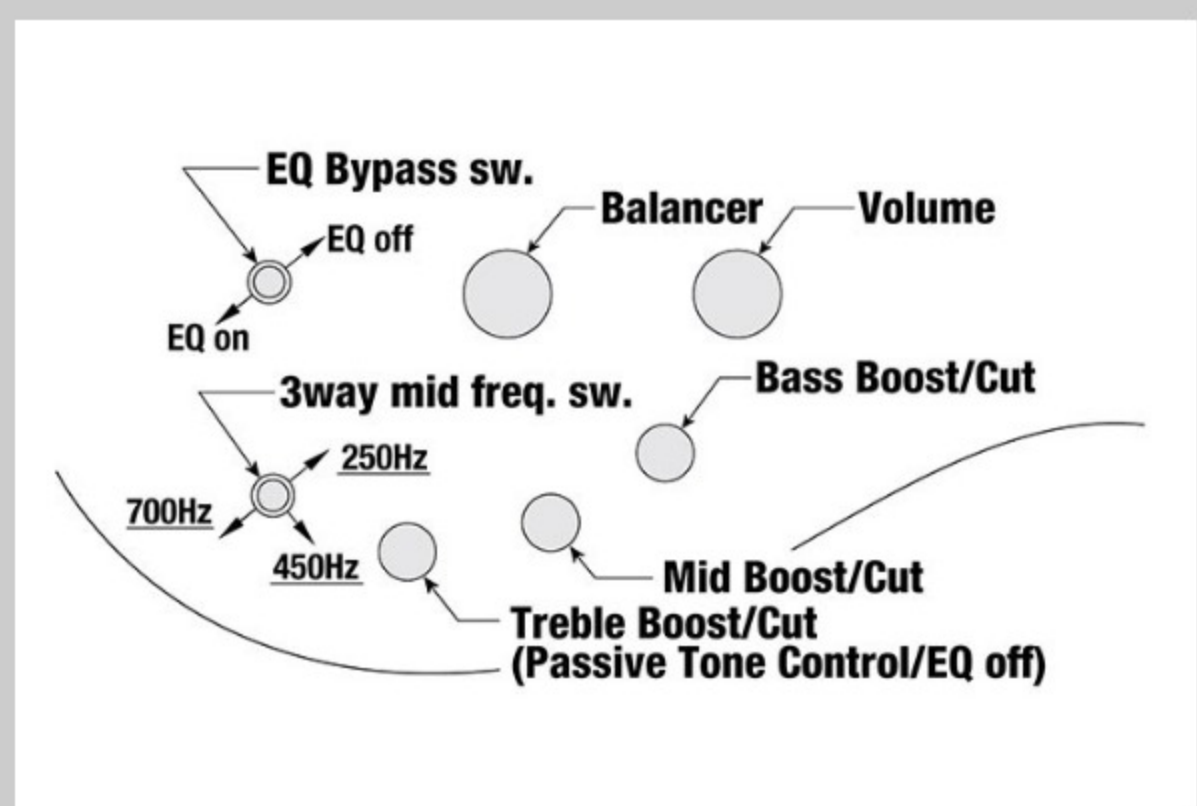 EQ Bypass sw.
EQ off
EQ on
Balancer
Volume
3way mid freq. sw.
250Hz
700Hz
450Hz
Bass Boost/Cut
Mid Boost/Cut
Treble Boost/Cut
(Passive Tone Control/EQ off)